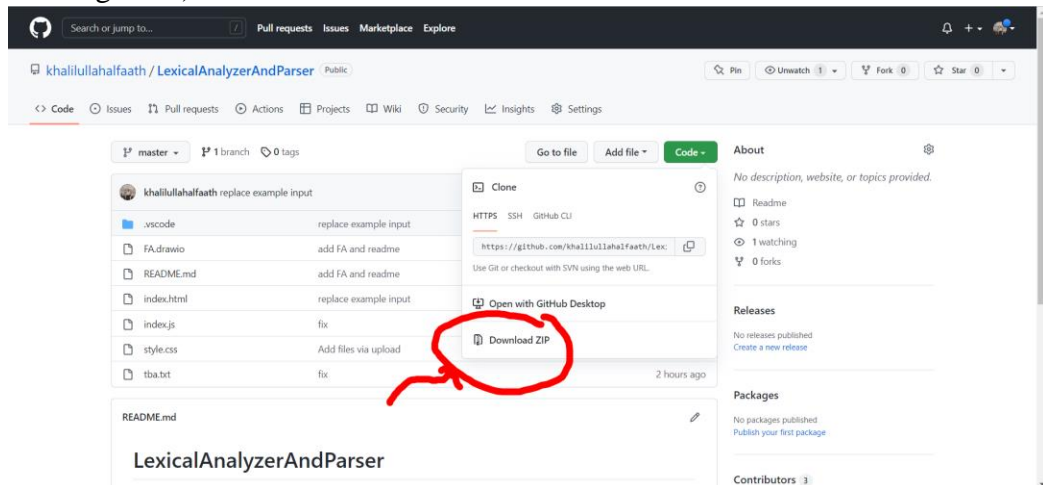 Search or jump to... / Pull requests Issues Marketplace Explore
khalilullahalfaath / LexicalAnalyzerAndParser Public
Pin Unwatch 1 Fork 0 Star 0
<> Code Issues Pull requests Actions Projects Wiki Security Insights Settings
master 1 branch 0 tags Go to file Add file Code
khalilullahalfaath replace example input
.vscode replace example input
FA.drawio add FA and readme
README.md add FA and readme
index.html replace example input
index.js fix
style.css Add files via upload
tba.txt fix 2 hours ago
Clone
HTTPS SSH GitHub CLI
https://github.com/khalilullahalfaath/Lex
Use Git or checkout with SVN using the web URL.
Open with GitHub Desktop
Download ZIP
README.md
LexicalAnalyzerAndParser
About
No description, website, or topics provided.
Readme
0 stars
1 watching
0 forks
Releases
No releases published
Create a new release
Packages
No packages published
Publish your first package
Contributors 3